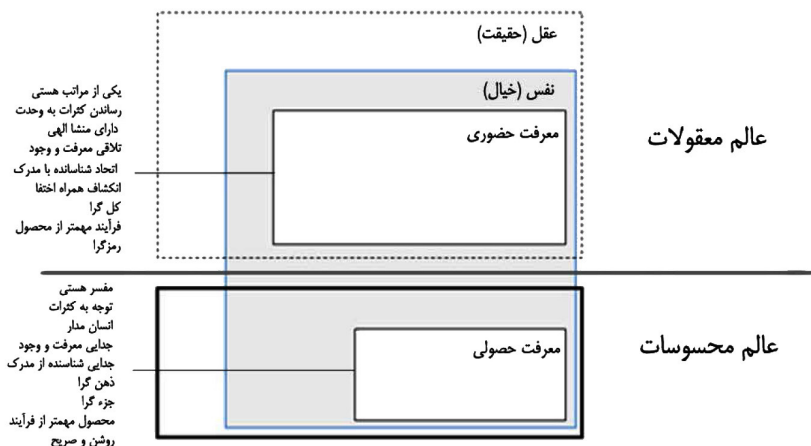 عقل (حقیقت)
نفس (خیال)
معرفت حضوری
عالم معقولات
یکی از مراتب هستی
رساندن کثرات به وحدت
دارای منشا الهی
تلاقی معرفت و وجود
اتحاد شناسانده با مدرک
انکشاف همراه اختفا
کل گرا
فرآیند مهمتر از محصول
رمزگرا
معرفت حصولی
عالم محسوسات
مفسر هستی
توجه به کثرات
انسان مدار
جدایی معرفت و وجود
جدایی شناسنده از مدرک
ذهن گرا
جزء گرا
محصول مهمتر از فرآیند
روشن و صریح